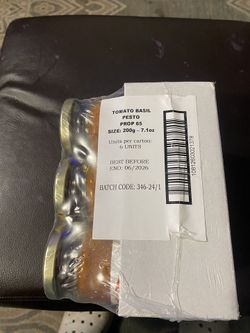 TOMATO BASIL
PESTO
PROP 65
SIZE: 200g - 7.1oz
Units per carton:
6 UNITS
BEST BEFORE
END: 06/2026
BATCH CODE: 346-24/1